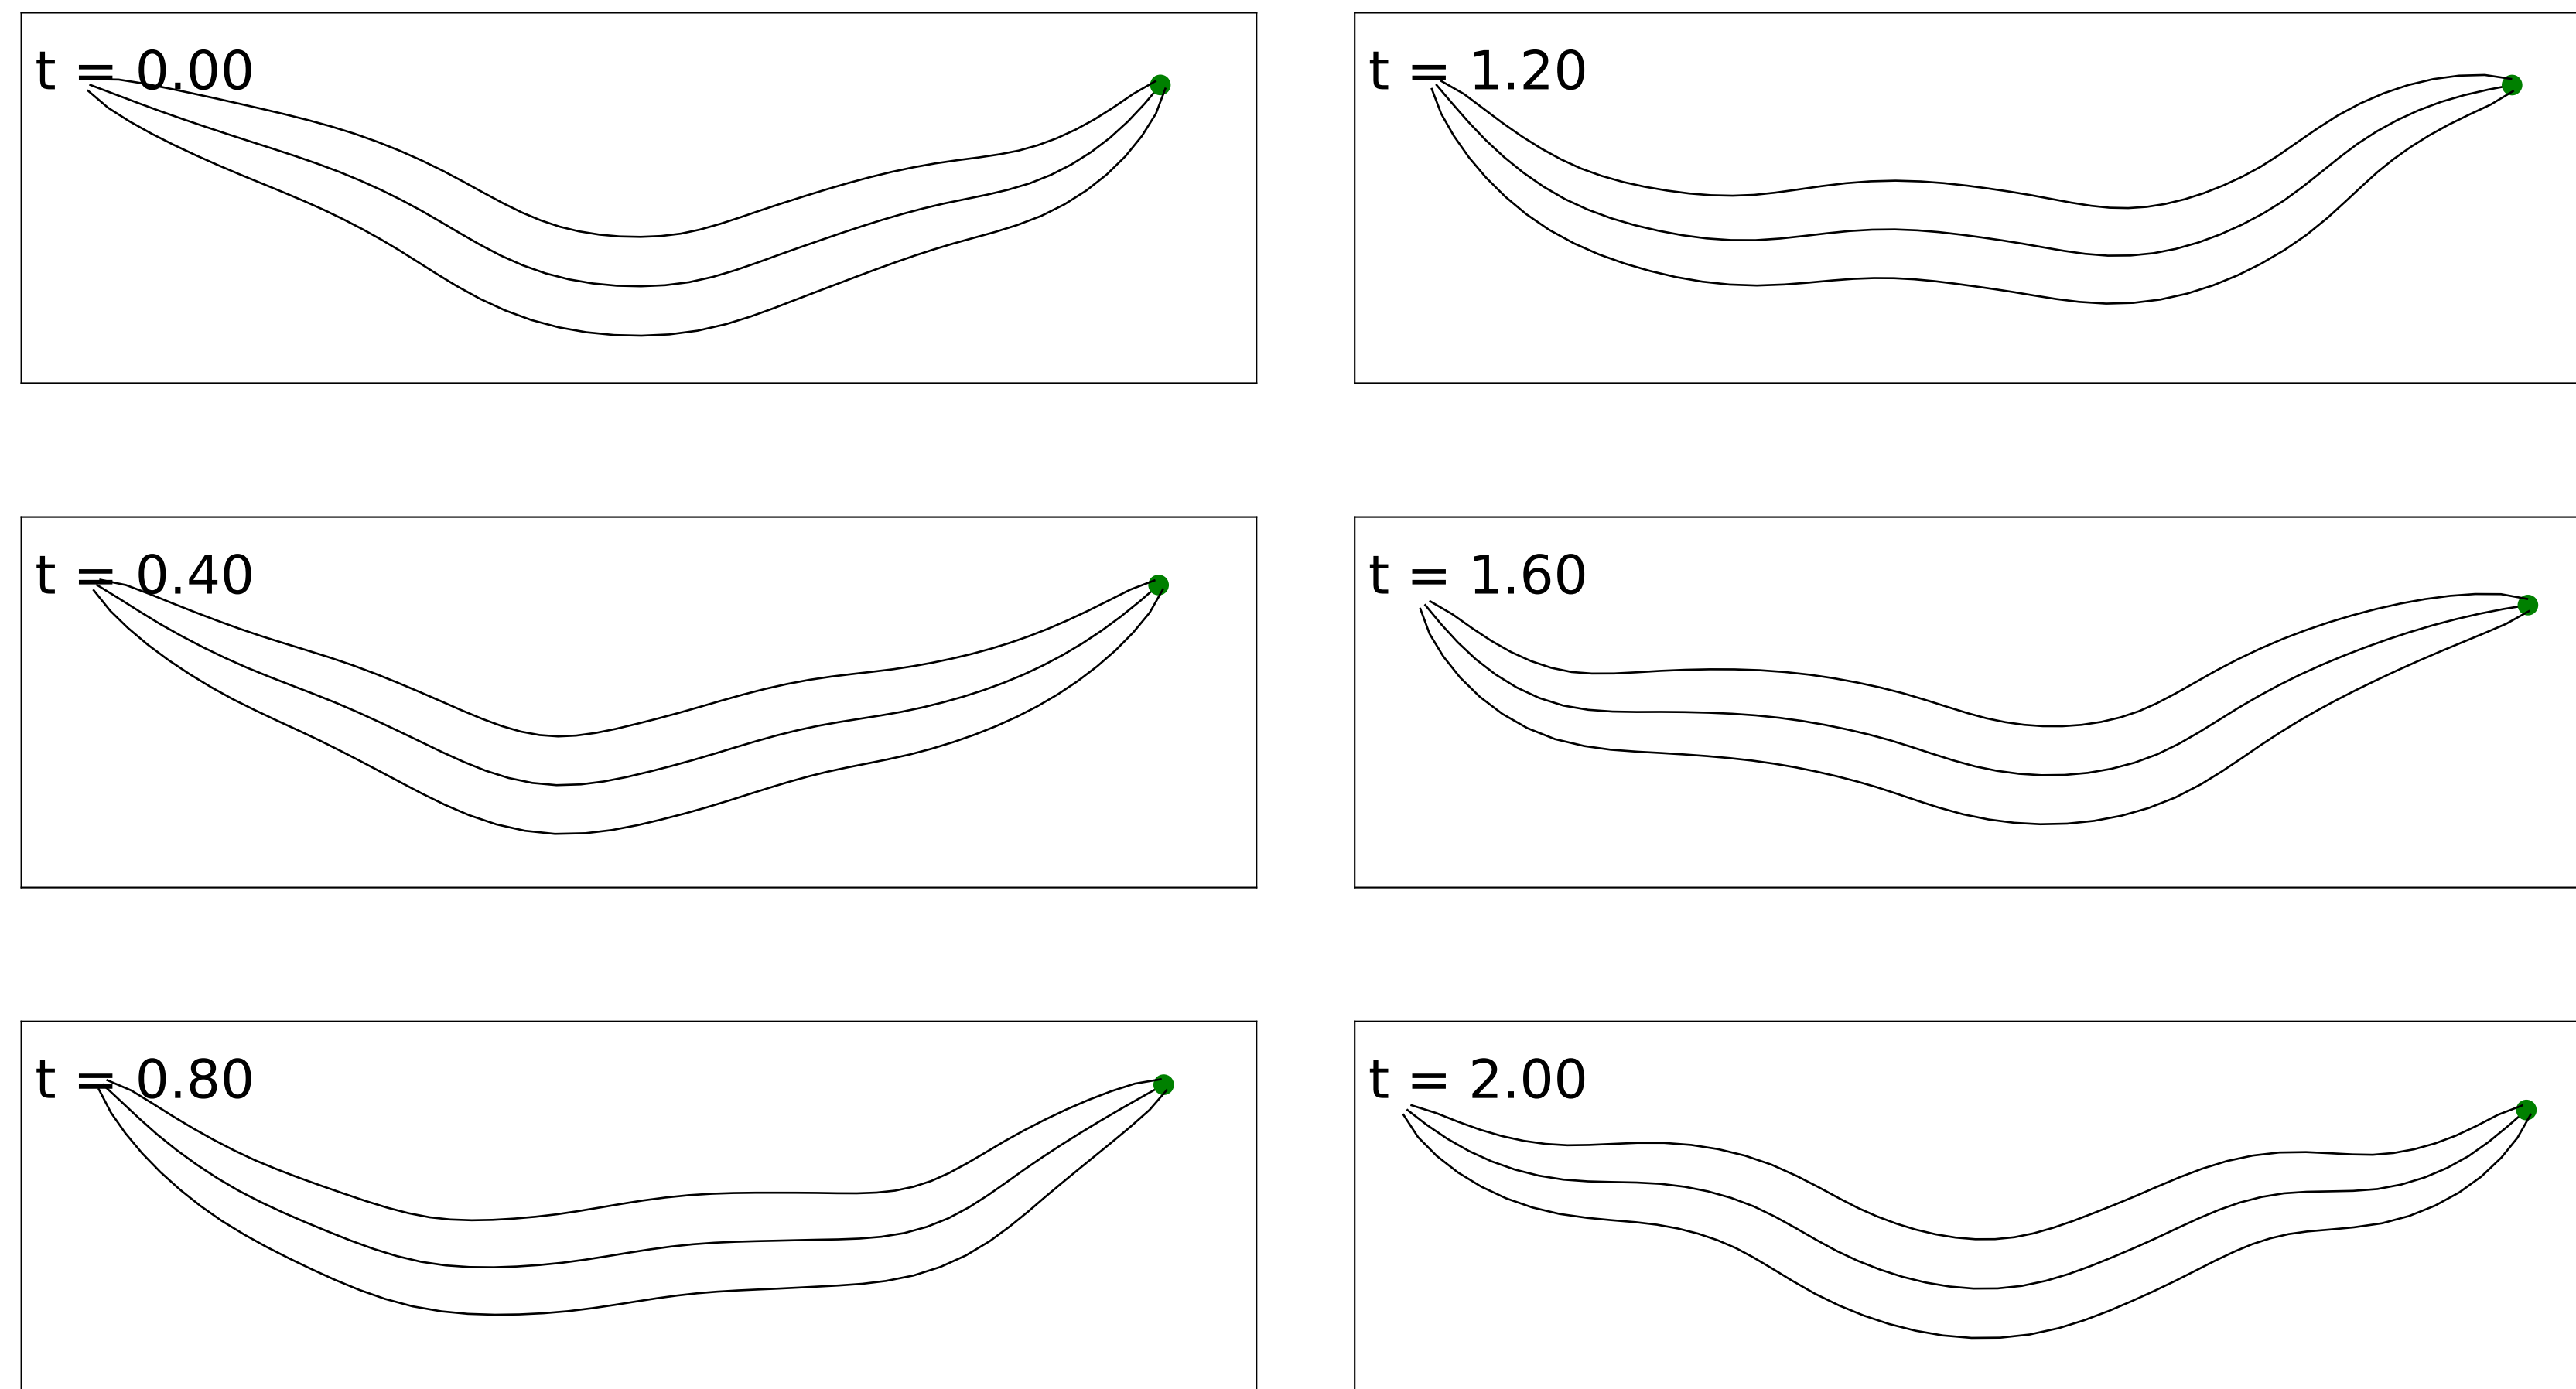 t = 0.00
t = 1.20
t = 0.40
t = 1.60
t = 0.80
t = 2.00